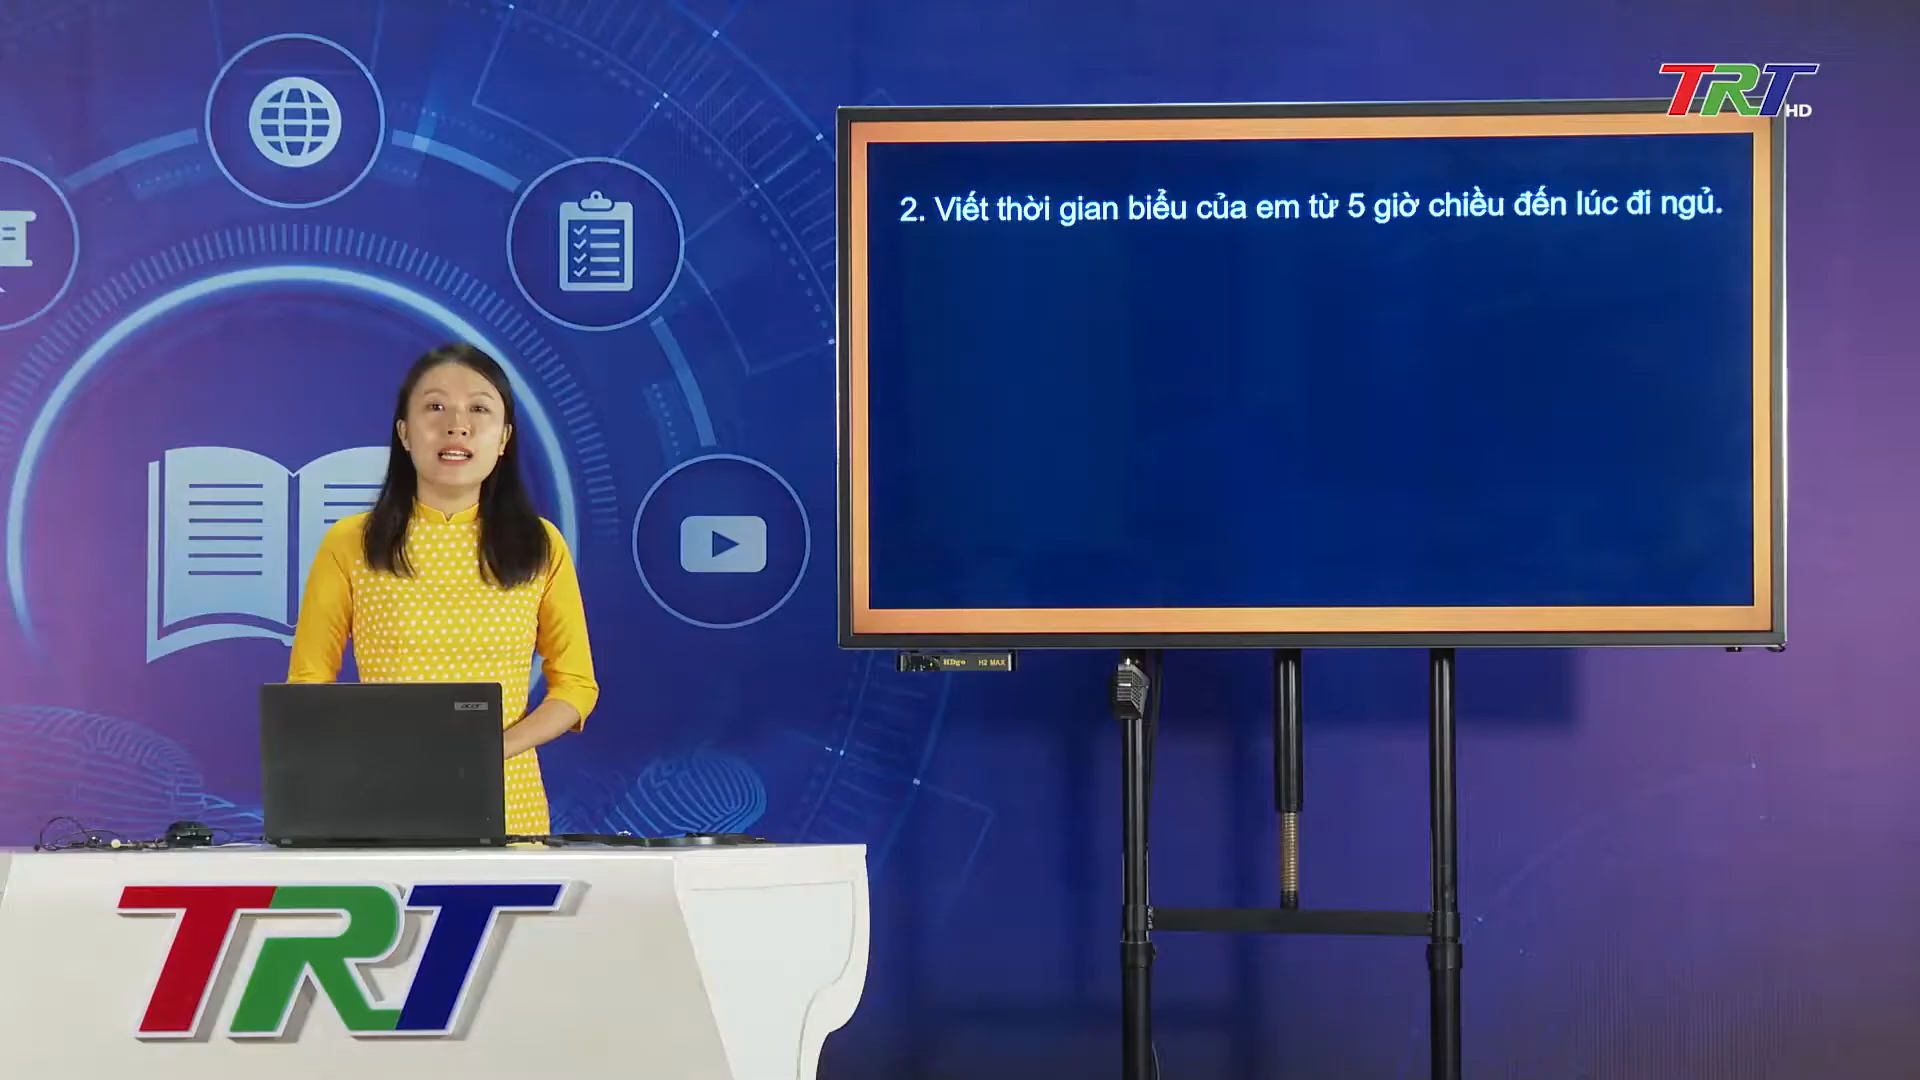 TRT HD
2. Viết thời gian biểu của em từ 5 giờ chiều đến lúc đi ngủ.
HDgo H2 MAX
acer
TRT